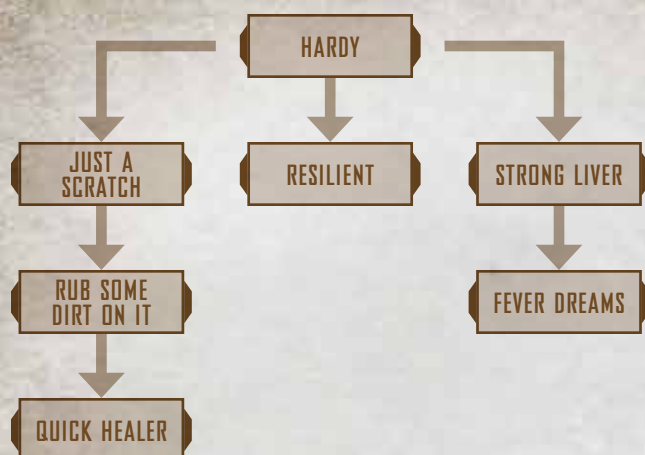 HARDY
JUST A
SCRATCH
RESILIENT
STRONG LIVER
RUB SOME
DIRT ON IT
FEVER DREAMS
QUICK HEALER